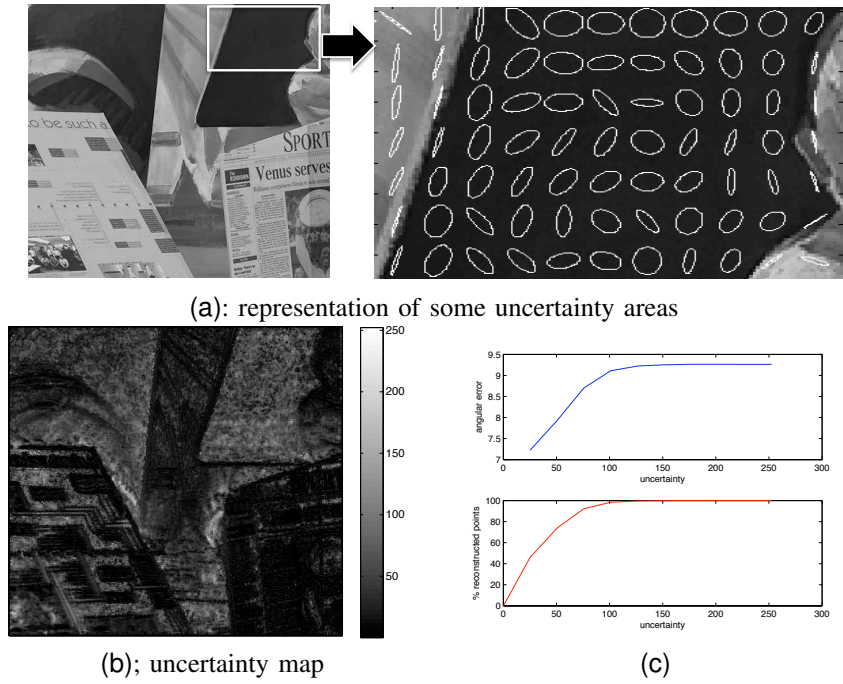 to be such a
SPORT
The
RUNDOWN
Venus serves
(a): representation of some uncertainty areas
250
200
150
100
50
(b); uncertainty map
9.5
9
8.5
8
7.5
7
angular error
0 50 100 150 200 250 300
uncertainty
100
80
60
40
20
0
% reconstructed points
0 50 100 150 200 250 300
uncertainty
(c)